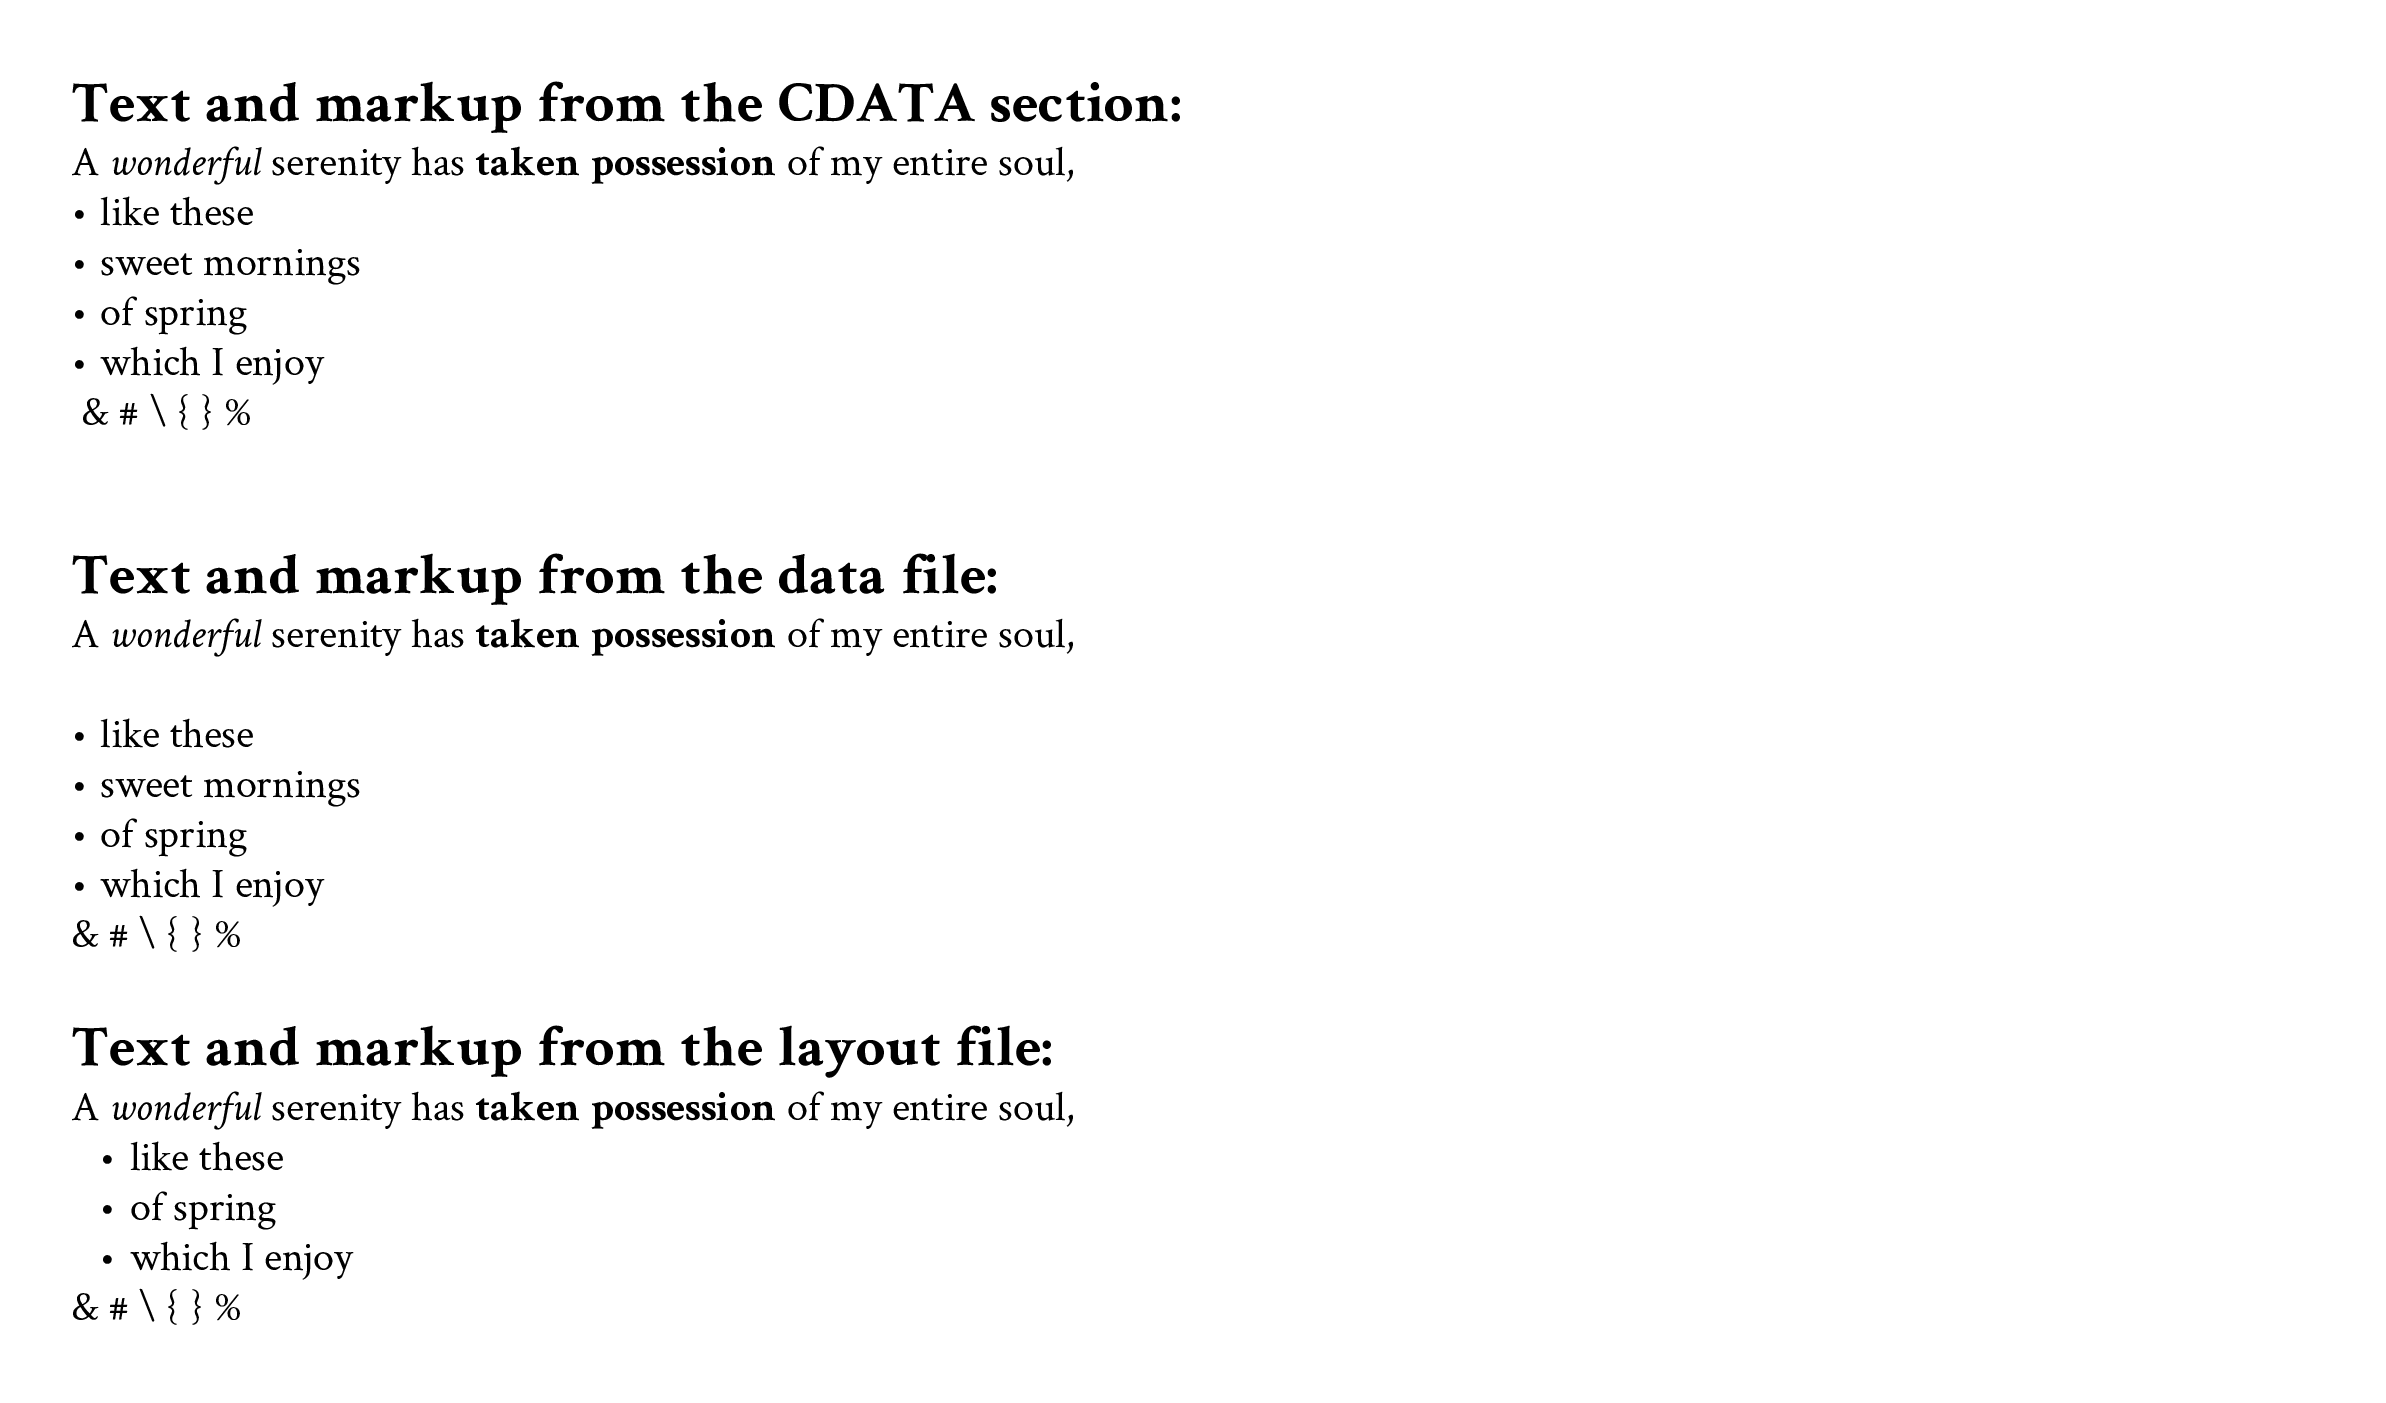 Text and markup from the CDATA section:
A wonderful serenity has taken possession of my entire soul,
• like these
• sweet mornings
• of spring
• which I enjoy
& # \ { } %
Text and markup from the data file:
A wonderful serenity has taken possession of my entire soul,
• like these
• sweet mornings
• of spring
• which I enjoy
& # \ { } %
Text and markup from the layout file:
A wonderful serenity has taken possession of my entire soul,
• like these
• of spring
• which I enjoy
& # \ { } %